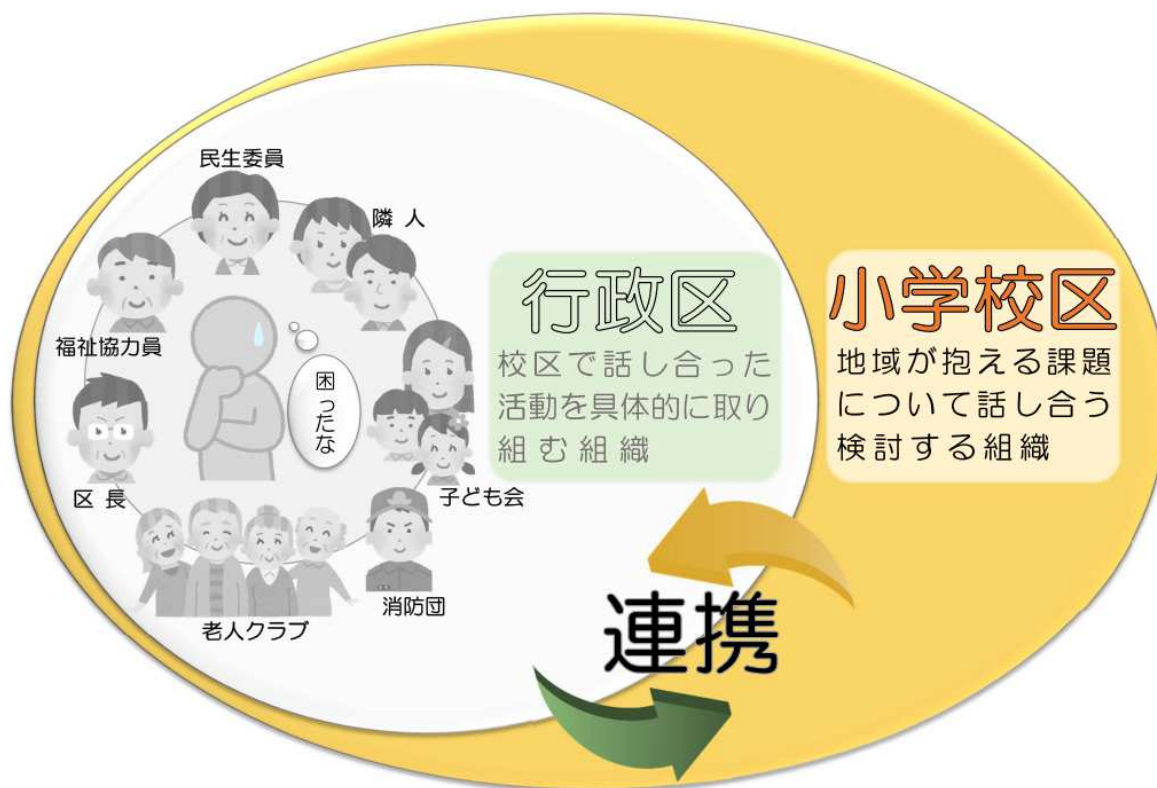 民生委員
隣人
福祉協力員
困ったな
区長
子ども会
消防団
老人クラブ
行政区
校区で話し合った
活動を具体的に取り
組む組織
小学校区
地域が抱える課題
について話し合う
検討する組織
連携